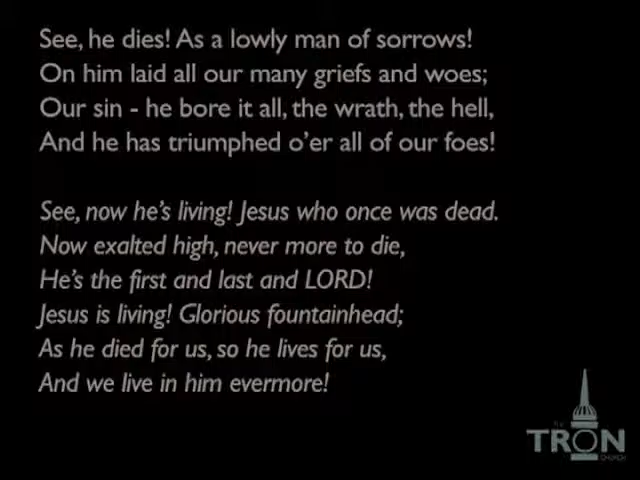 See, he dies! As a lowly man of sorrows!
On him laid all our many griefs and woes;
Our sin - he bore it all, the wrath, the hell,
And he has triumphed o'er all of our foes!
See, now he's living! Jesus who once was dead.
Now exalted high, never more to die,
He's the first and last and LORD!
Jesus is living! Glorious fountainhead;
As he died for us, so he lives for us,
And we live in him evermore!
THE
TRON
CHURCH